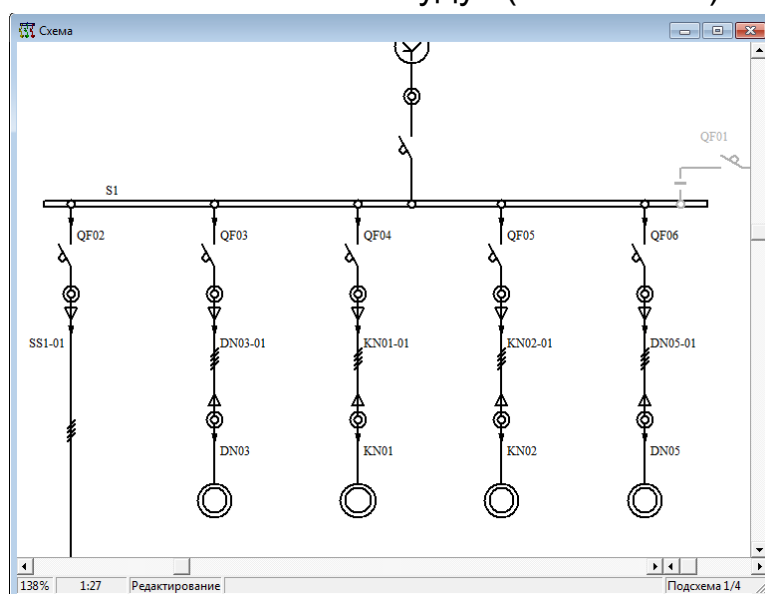 Схема
QF01
S1
QF02
QF03
QF04
QF05
QF06
SS1-01
DN03-01
KN01-01
KN02-01
DN05-01
DN03
KN01
KN02
DN05
138%
1:27
Редактирование
Подсхема 1/4